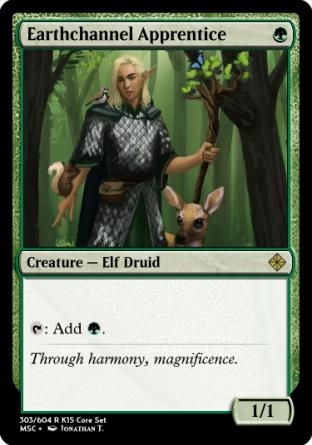 Earthchannel Apprentice
Creature — Elf Druid
: Add .
Through harmony, magnificence.
1/1
303/604 R K15 Core Set
MSC • Jonathan T.